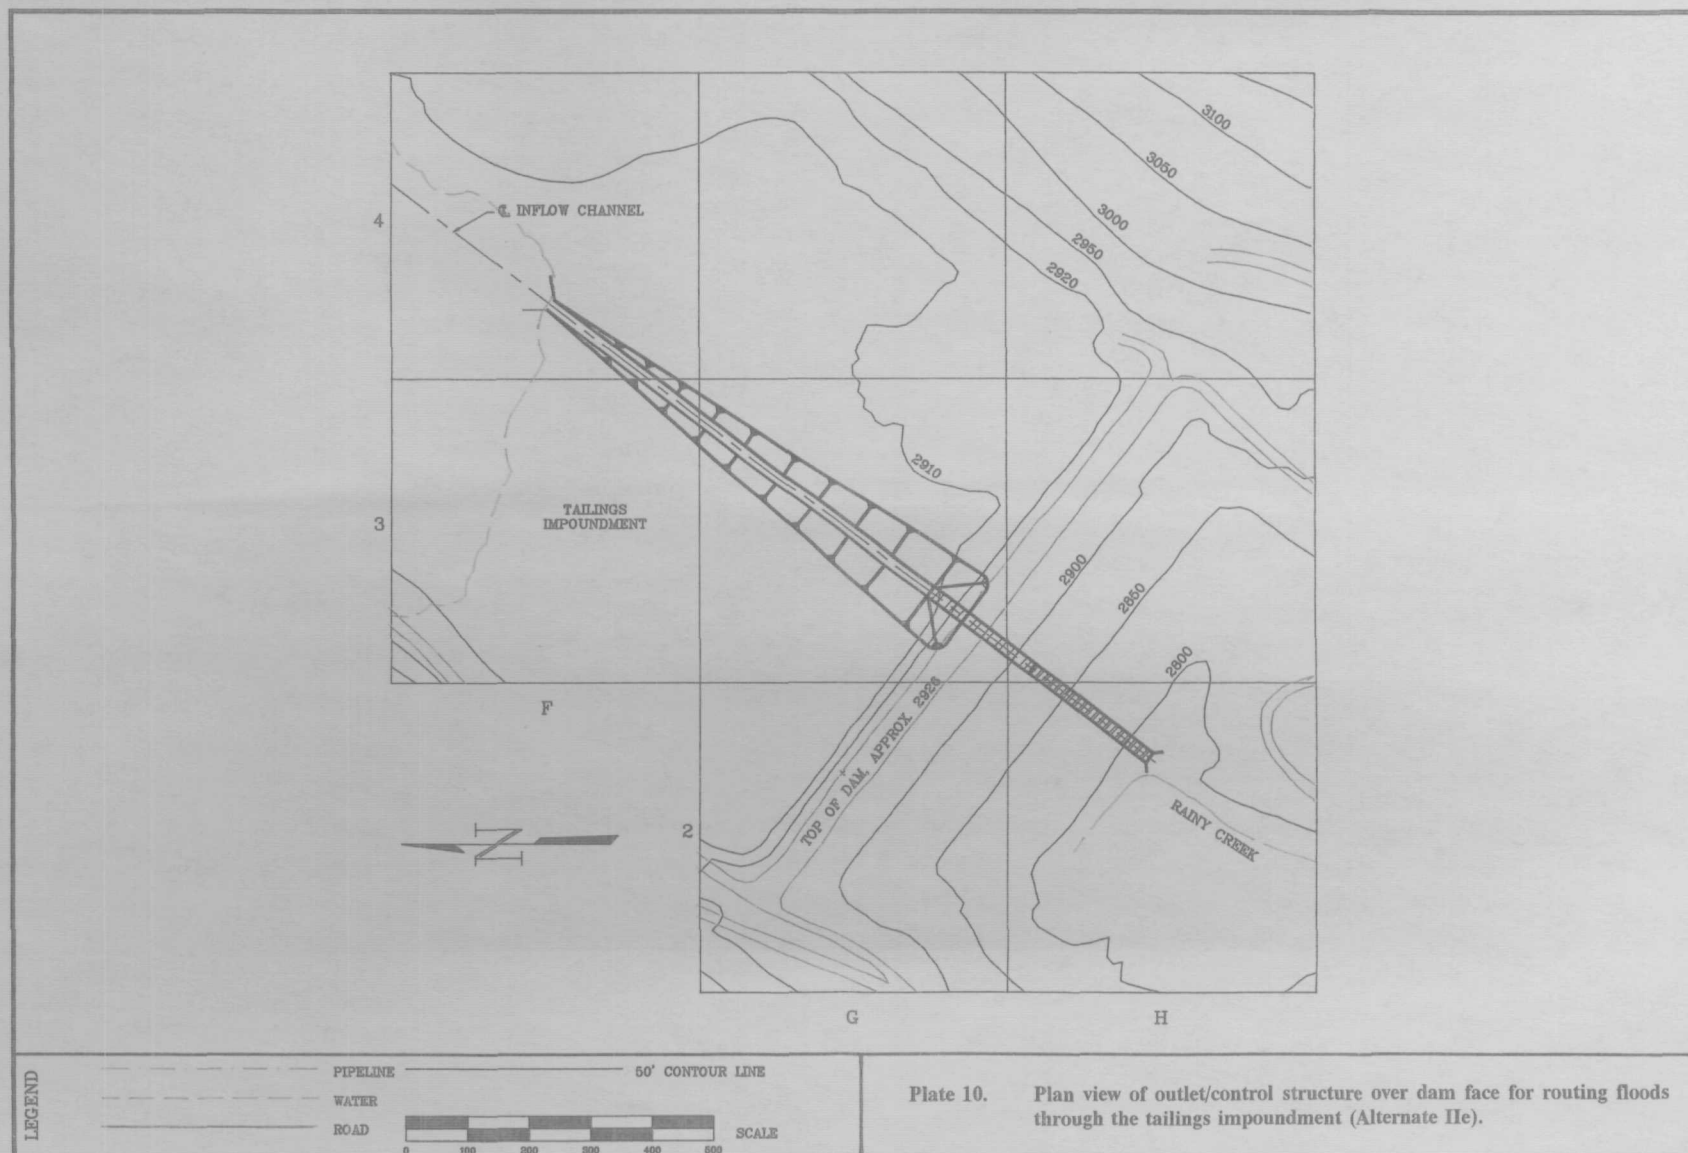 3100
3050
3000
2950
2920
4
℄ INFLOW CHANNEL
2910
3
TAILINGS
IMPOUNDMENT
2900
2850
2800
F
TOP OF DAM, APPROX. 2926
2
N
RAINY CREEK
G
H
LEGEND
PIPELINE
50' CONTOUR LINE
WATER
ROAD
SCALE
0 100 200 300 400 500
Plate 10. Plan view of outlet/control structure over dam face for routing floods
through the tailings impoundment (Alternate IIe).